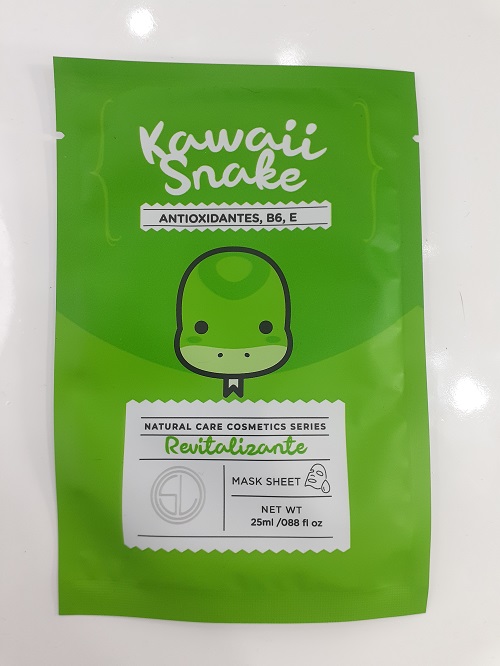 Kawaii
Snake
ANTIOXIDANTES, B6, E
NATURAL CARE COSMETICS SERIES
Revitalizante
MASK SHEET
NET WT
25ml /088 fl oz